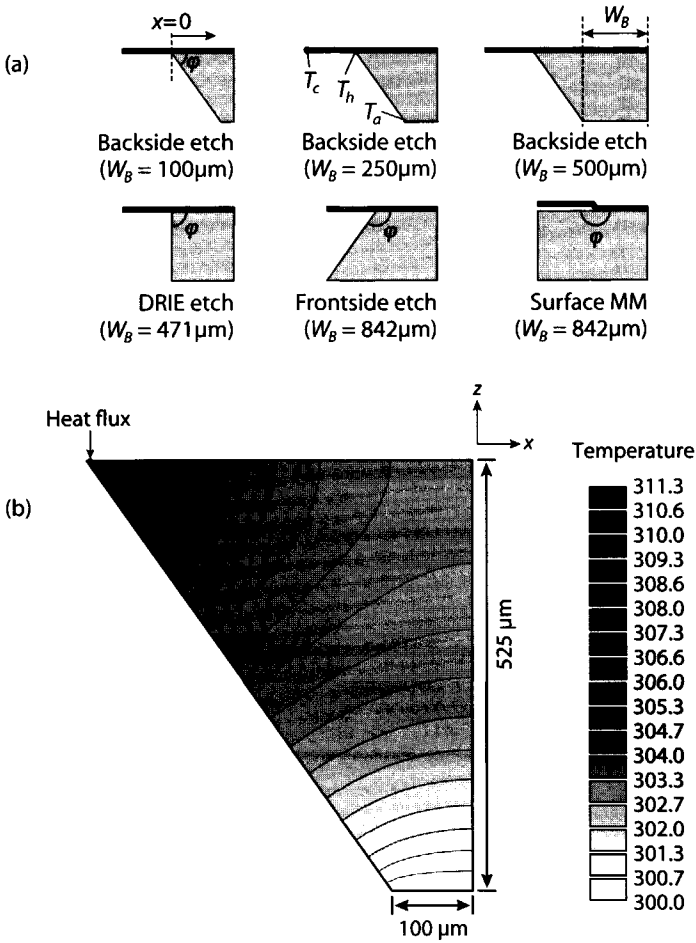 (a)
x=0
φ
Backside etch
(W_B = 100µm)
T_c
T_h
T_a
Backside etch
(W_B = 250µm)
W_B
Backside etch
(W_B = 500µm)
φ
DRIE etch
(W_B = 471µm)
φ
Frontside etch
(W_B = 842µm)
φ
Surface MM
(W_B = 842µm)
(b)
Heat flux
z
x
525 µm
100 µm
Temperature
311.3
310.6
310.0
309.3
308.6
308.0
307.3
306.6
306.0
305.3
304.7
304.0
303.3
302.7
302.0
301.3
300.7
300.0